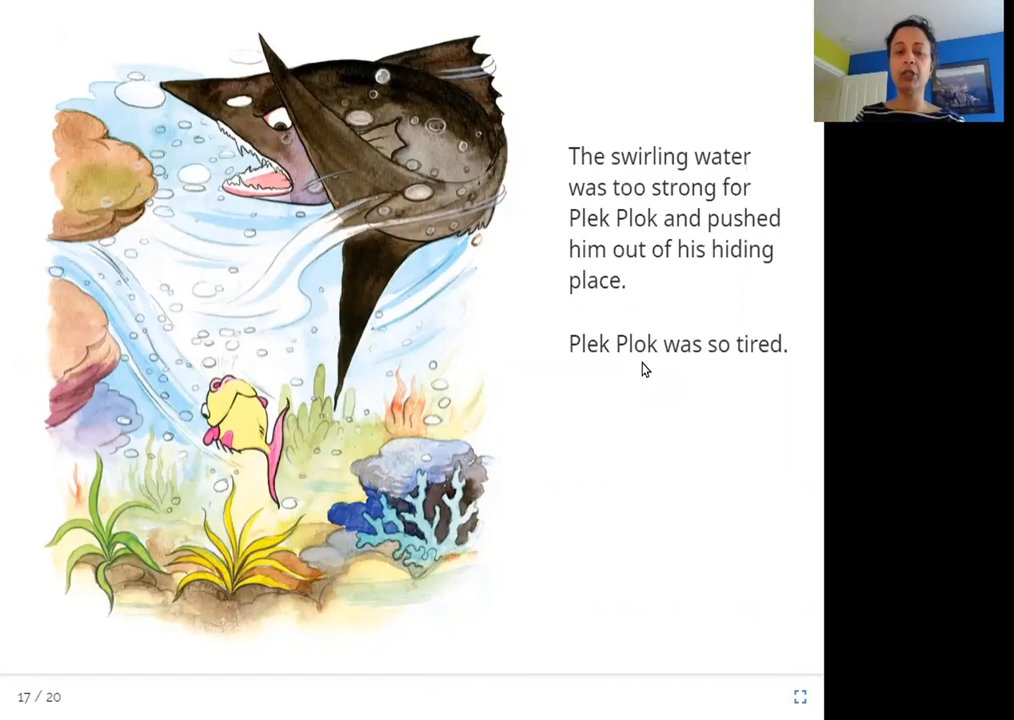 The swirling water
was too strong for
Plek Plok and pushed
him out of his hiding
place.
Plek Plok was so tired.
17 / 20